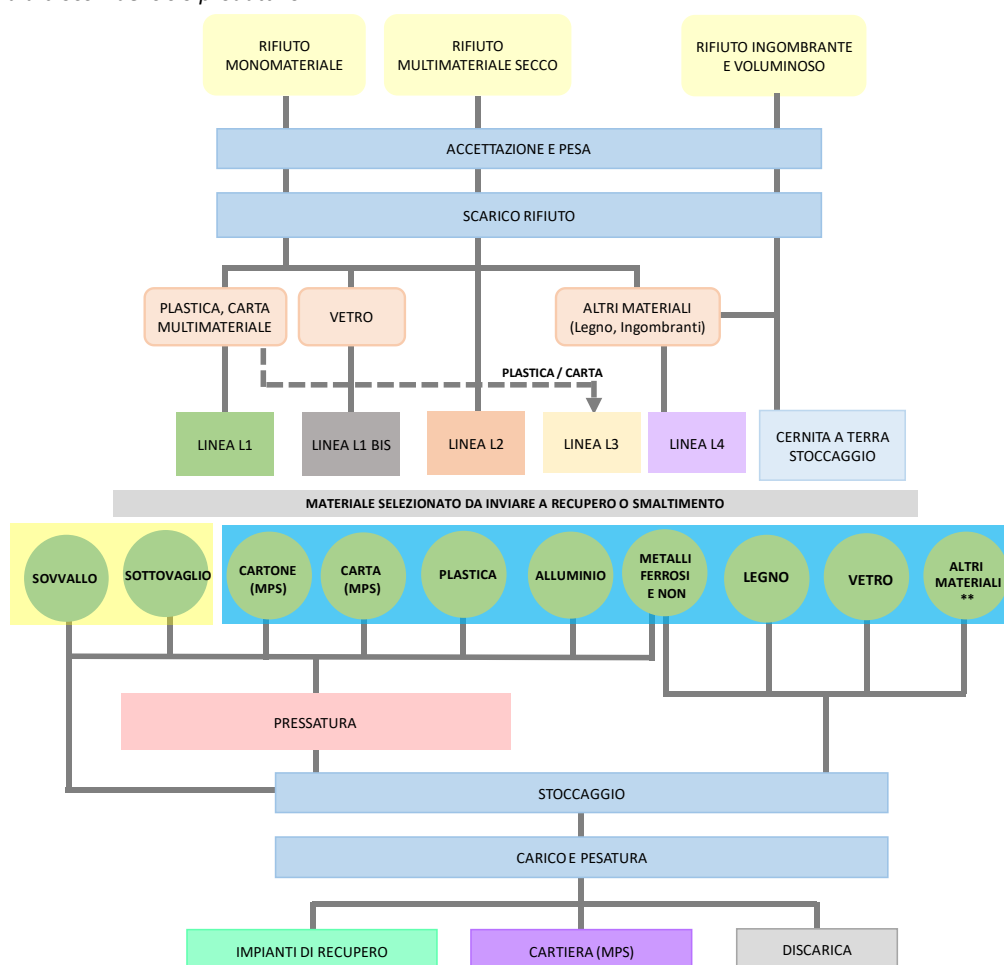 RIFIUTO
MONOMATERIALE
RIFIUTO
MULTIMATERIALE SECCO
RIFIUTO INGOMBRANTE
E VOLUMINOSO
ACCETTAZIONE E PESA
SCARICO RIFIUTO
PLASTICA, CARTA
MULTIMATERIALE
VETRO
ALTRI MATERIALI
(Legno, Ingombranti)
PLASTICA / CARTA
LINEA L1
LINEA L1 BIS
LINEA L2
LINEA L3
LINEA L4
CERNITA A TERRA
STOCCAGGIO
MATERIALE SELEZIONATO DA INVIARE A RECUPERO O SMALTIMENTO
SOVVALLO
SOTTOVAGLIO
CARTONE
(MPS)
CARTA
(MPS)
PLASTICA
ALLUMINIO
METALLI
FERROSI
E NON
LEGNO
VETRO
ALTRI
MATERIALI
**
PRESSATURA
STOCCAGGIO
CARICO E PESATURA
IMPIANTI DI RECUPERO
CARTIERA (MPS)
DISCARICA